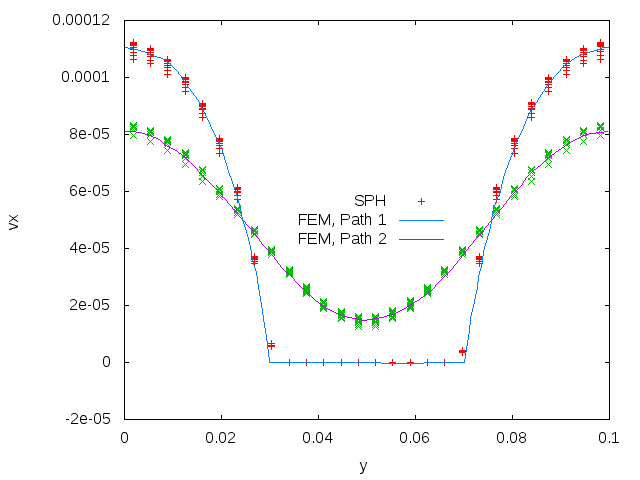 0.00012
0.0001
8e-05
6e-05
4e-05
2e-05
0
-2e-05
vx
SPH
FEM, Path 1
FEM, Path 2
0 0.02 0.04 0.06 0.08 0.1
y